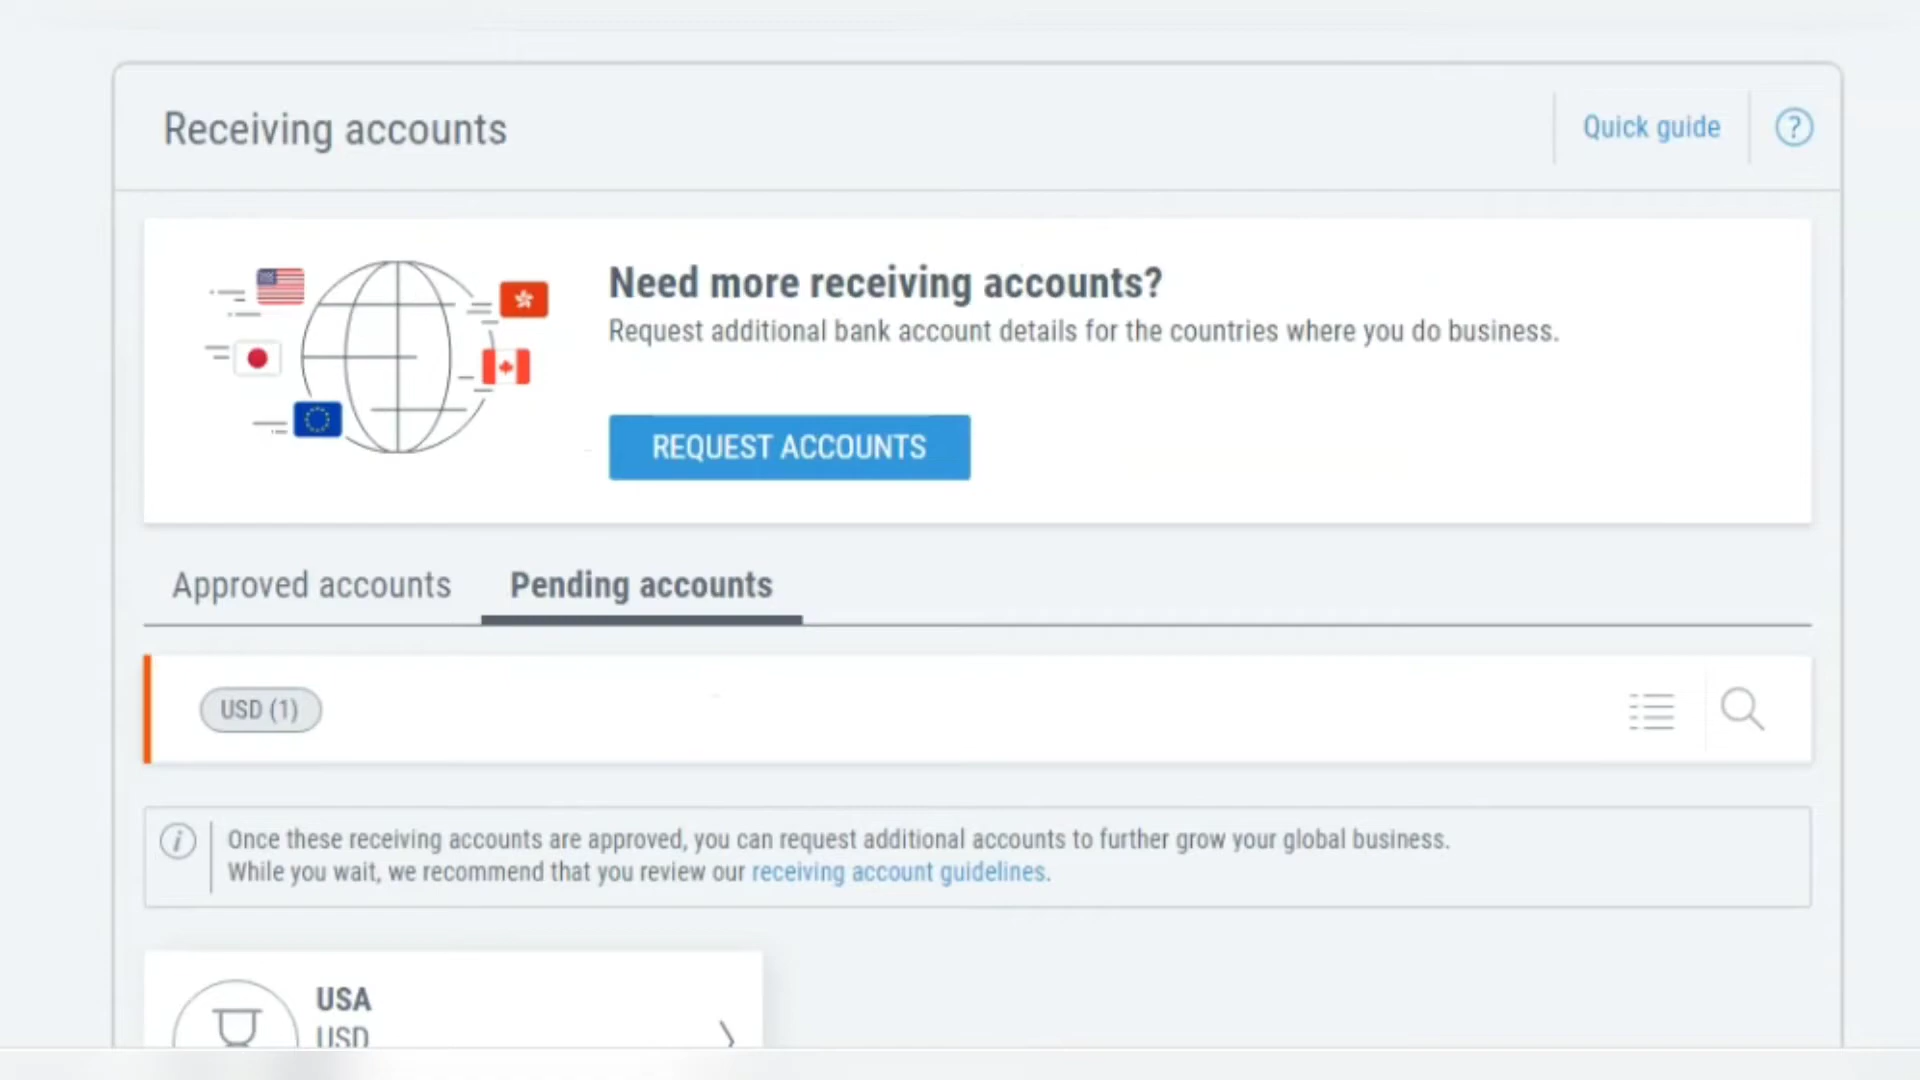 Receiving accounts
Quick guide
?
Need more receiving accounts?
Request additional bank account details for the countries where you do business.
REQUEST ACCOUNTS
Approved accounts
Pending accounts
USD (1)
i
Once these receiving accounts are approved, you can request additional accounts to further grow your global business.
While you wait, we recommend that you review our receiving account guidelines.
USA
USD